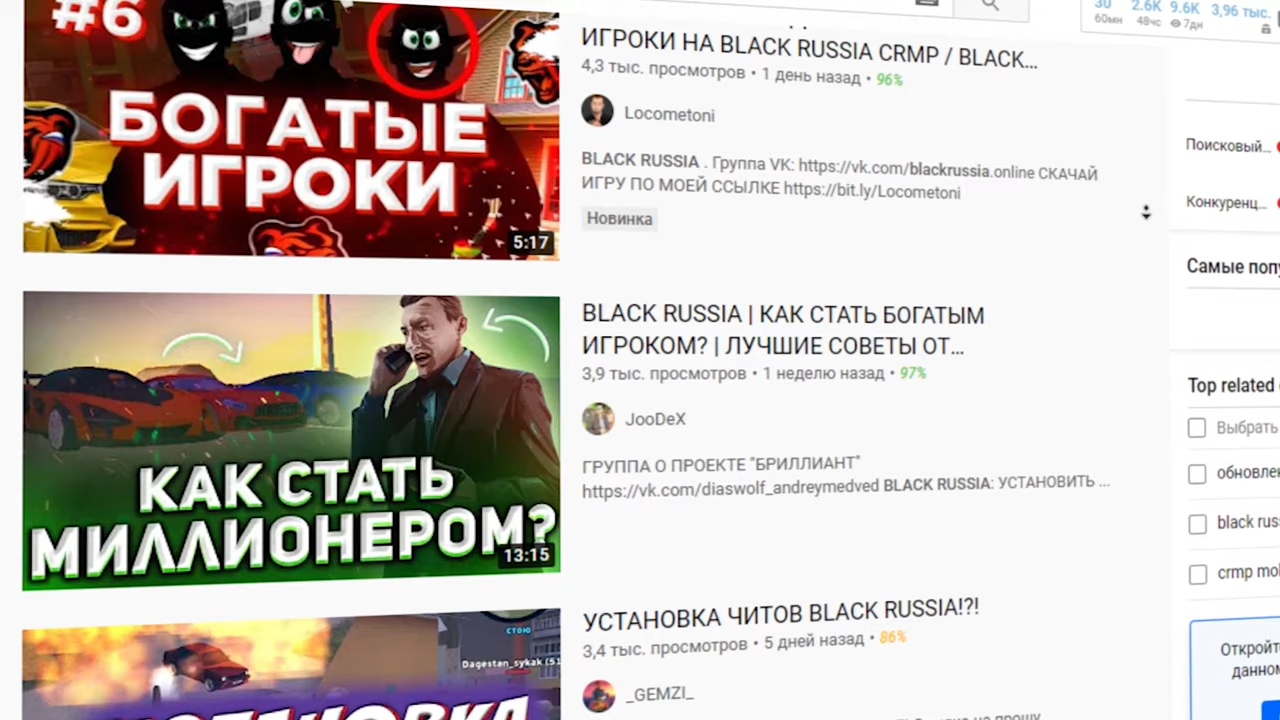 #6
БОГАТЫЕ
ИГРОКИ
5:17
ИГРОКИ НА BLACK RUSSIA CRMP / BLACK...
4,3 тыс. просмотров • 1 день назад • 96%
Locometoni
BLACK RUSSIA . Группа VK: https://vk.com/blackrussia.online СКАЧАЙ
ИГРУ ПО МОЕЙ ССЫЛКЕ https://bit.ly/Locometoni
Новинка
КАК СТАТЬ
МИЛЛИОНЕРОМ?
13:15
BLACK RUSSIA | КАК СТАТЬ БОГАТЫМ
ИГРОКОМ? | ЛУЧШИЕ СОВЕТЫ ОТ...
3,9 тыс. просмотров • 1 неделю назад • 97%
JooDeX
ГРУППА О ПРОЕКТЕ "БРИЛЛИАНТ"
https://vk.com/diaswolf_andreymedved BLACK RUSSIA: УСТАНОВИТЬ ...
стою
Dagestan_sykak (51
УСТАНОВКА ЧИТОВ BLACK RUSSIA!?!
3,4 тыс. просмотров • 5 дней назад • 86%
_GEMZI_
30 2.6K 9.6K 3,96 тыс.
60мн 48чс 7дн
Поисковый...
Конкуренц...
Самые попу
Top related
Выбрать
обновлен
black rus
crmp mo
Откройте
данном